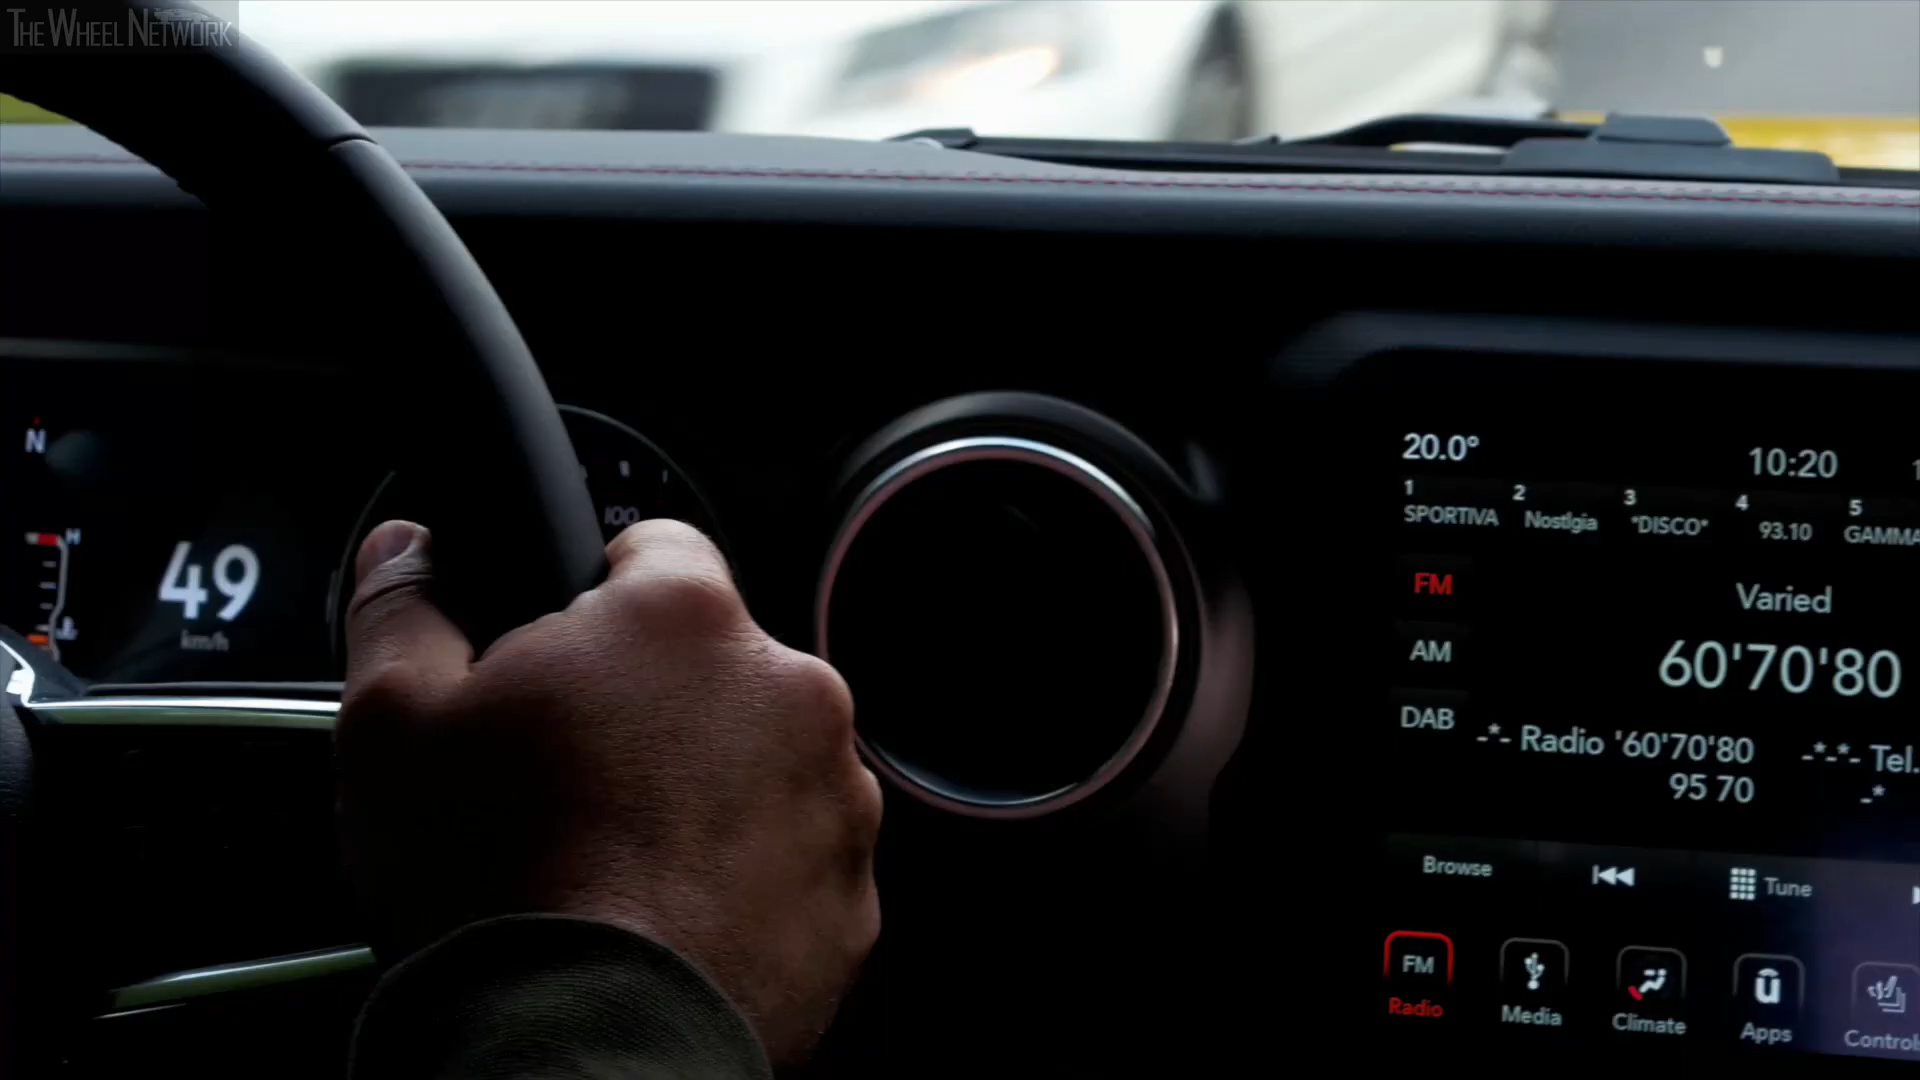 THE WHEEL NETWORK
N
H
49
km/h
100
20.0°
10:20
1 SPORTIVA
2 Nostlgia
3 *DISCO*
4 93.10
5 GAMMA
FM
Varied
AM
60'70'80
DAB
-*- Radio '60'70'80
-*-*- Tel.
95 70
-*
Browse
Tune
FM
Radio
Media
Climate
Apps
Controls